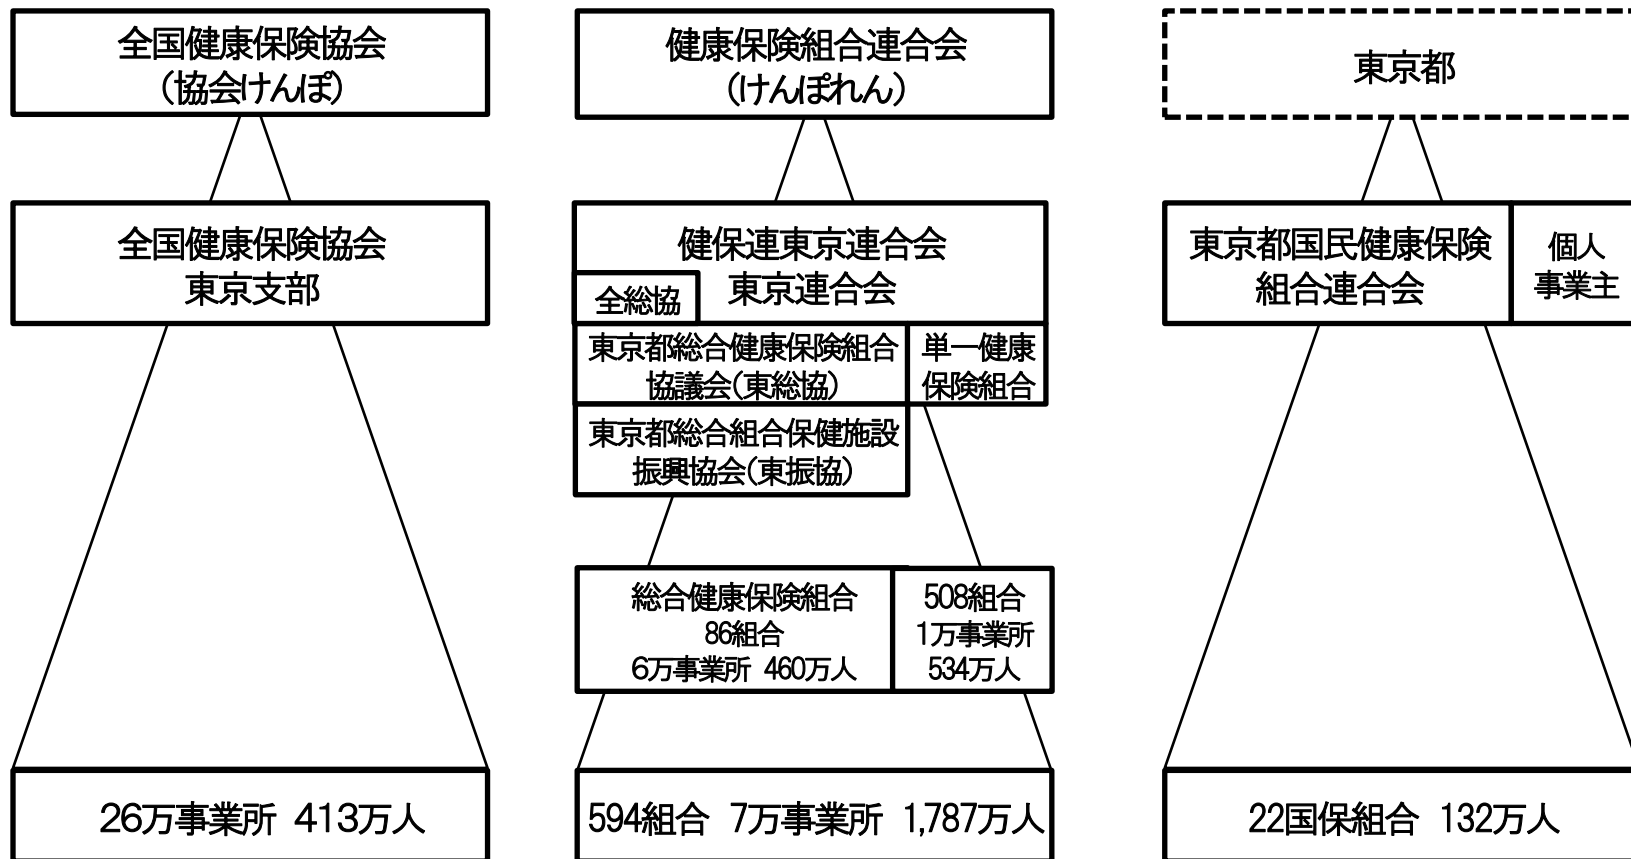 全国健康保険協会
(協会けんぽ)
健康保険組合連合会
(けんぽれん)
東京都
全国健康保険協会
東京支部
健保連東京連合会
東京連合会
全総協
東京都総合健康保険組合
協議会(東総協)
単一健康
保険組合
東京都総合組合保健施設
振興協会(東振協)
東京都国民健康保険
組合連合会
個人
事業主
総合健康保険組合
86組合
6万事業所 460万人
508組合
1万事業所
534万人
26万事業所 413万人
594組合 7万事業所 1,787万人
22国保組合 132万人